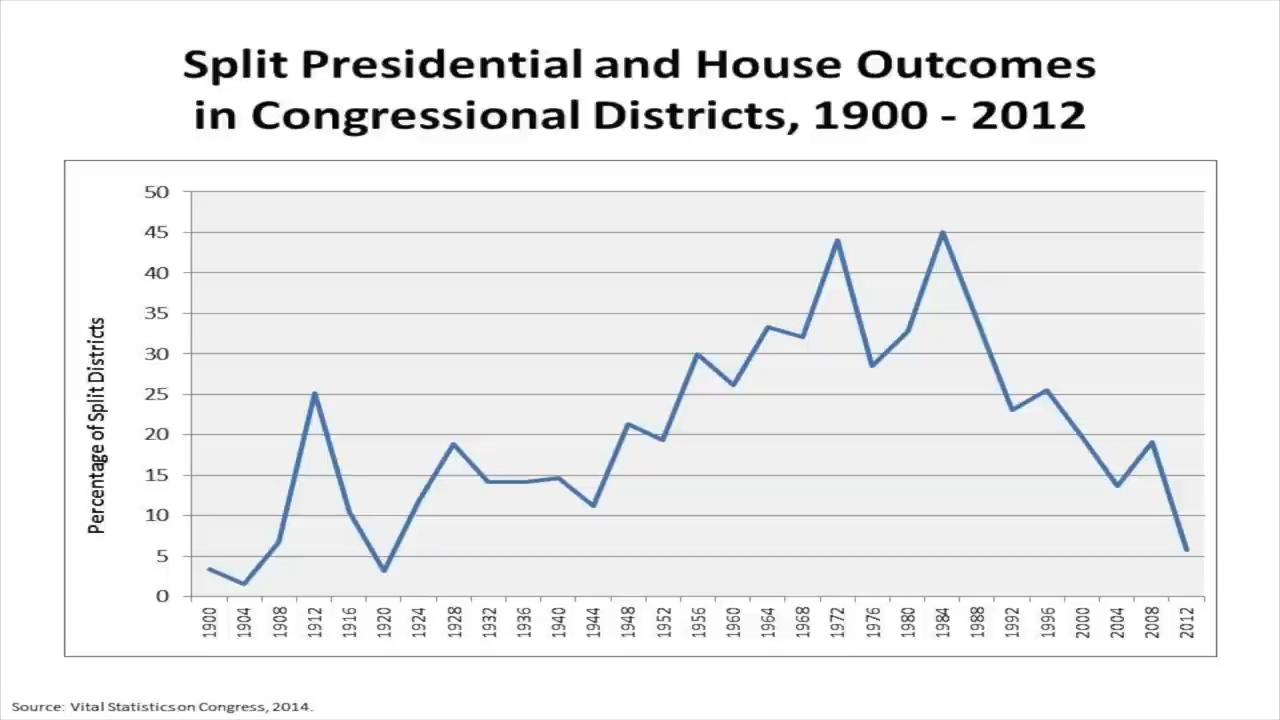 Split Presidential and House Outcomes
in Congressional Districts, 1900 - 2012
50
45
40
35
30
25
20
15
10
5
0
Percentage of Split Districts
1900 1904 1908 1912 1916 1920 1924 1928 1932 1936 1940 1944 1948 1952 1956 1960 1964 1968 1972 1976 1980 1984 1988 1992 1996 2000 2004 2008 2012
Source: Vital Statistics on Congress, 2014.